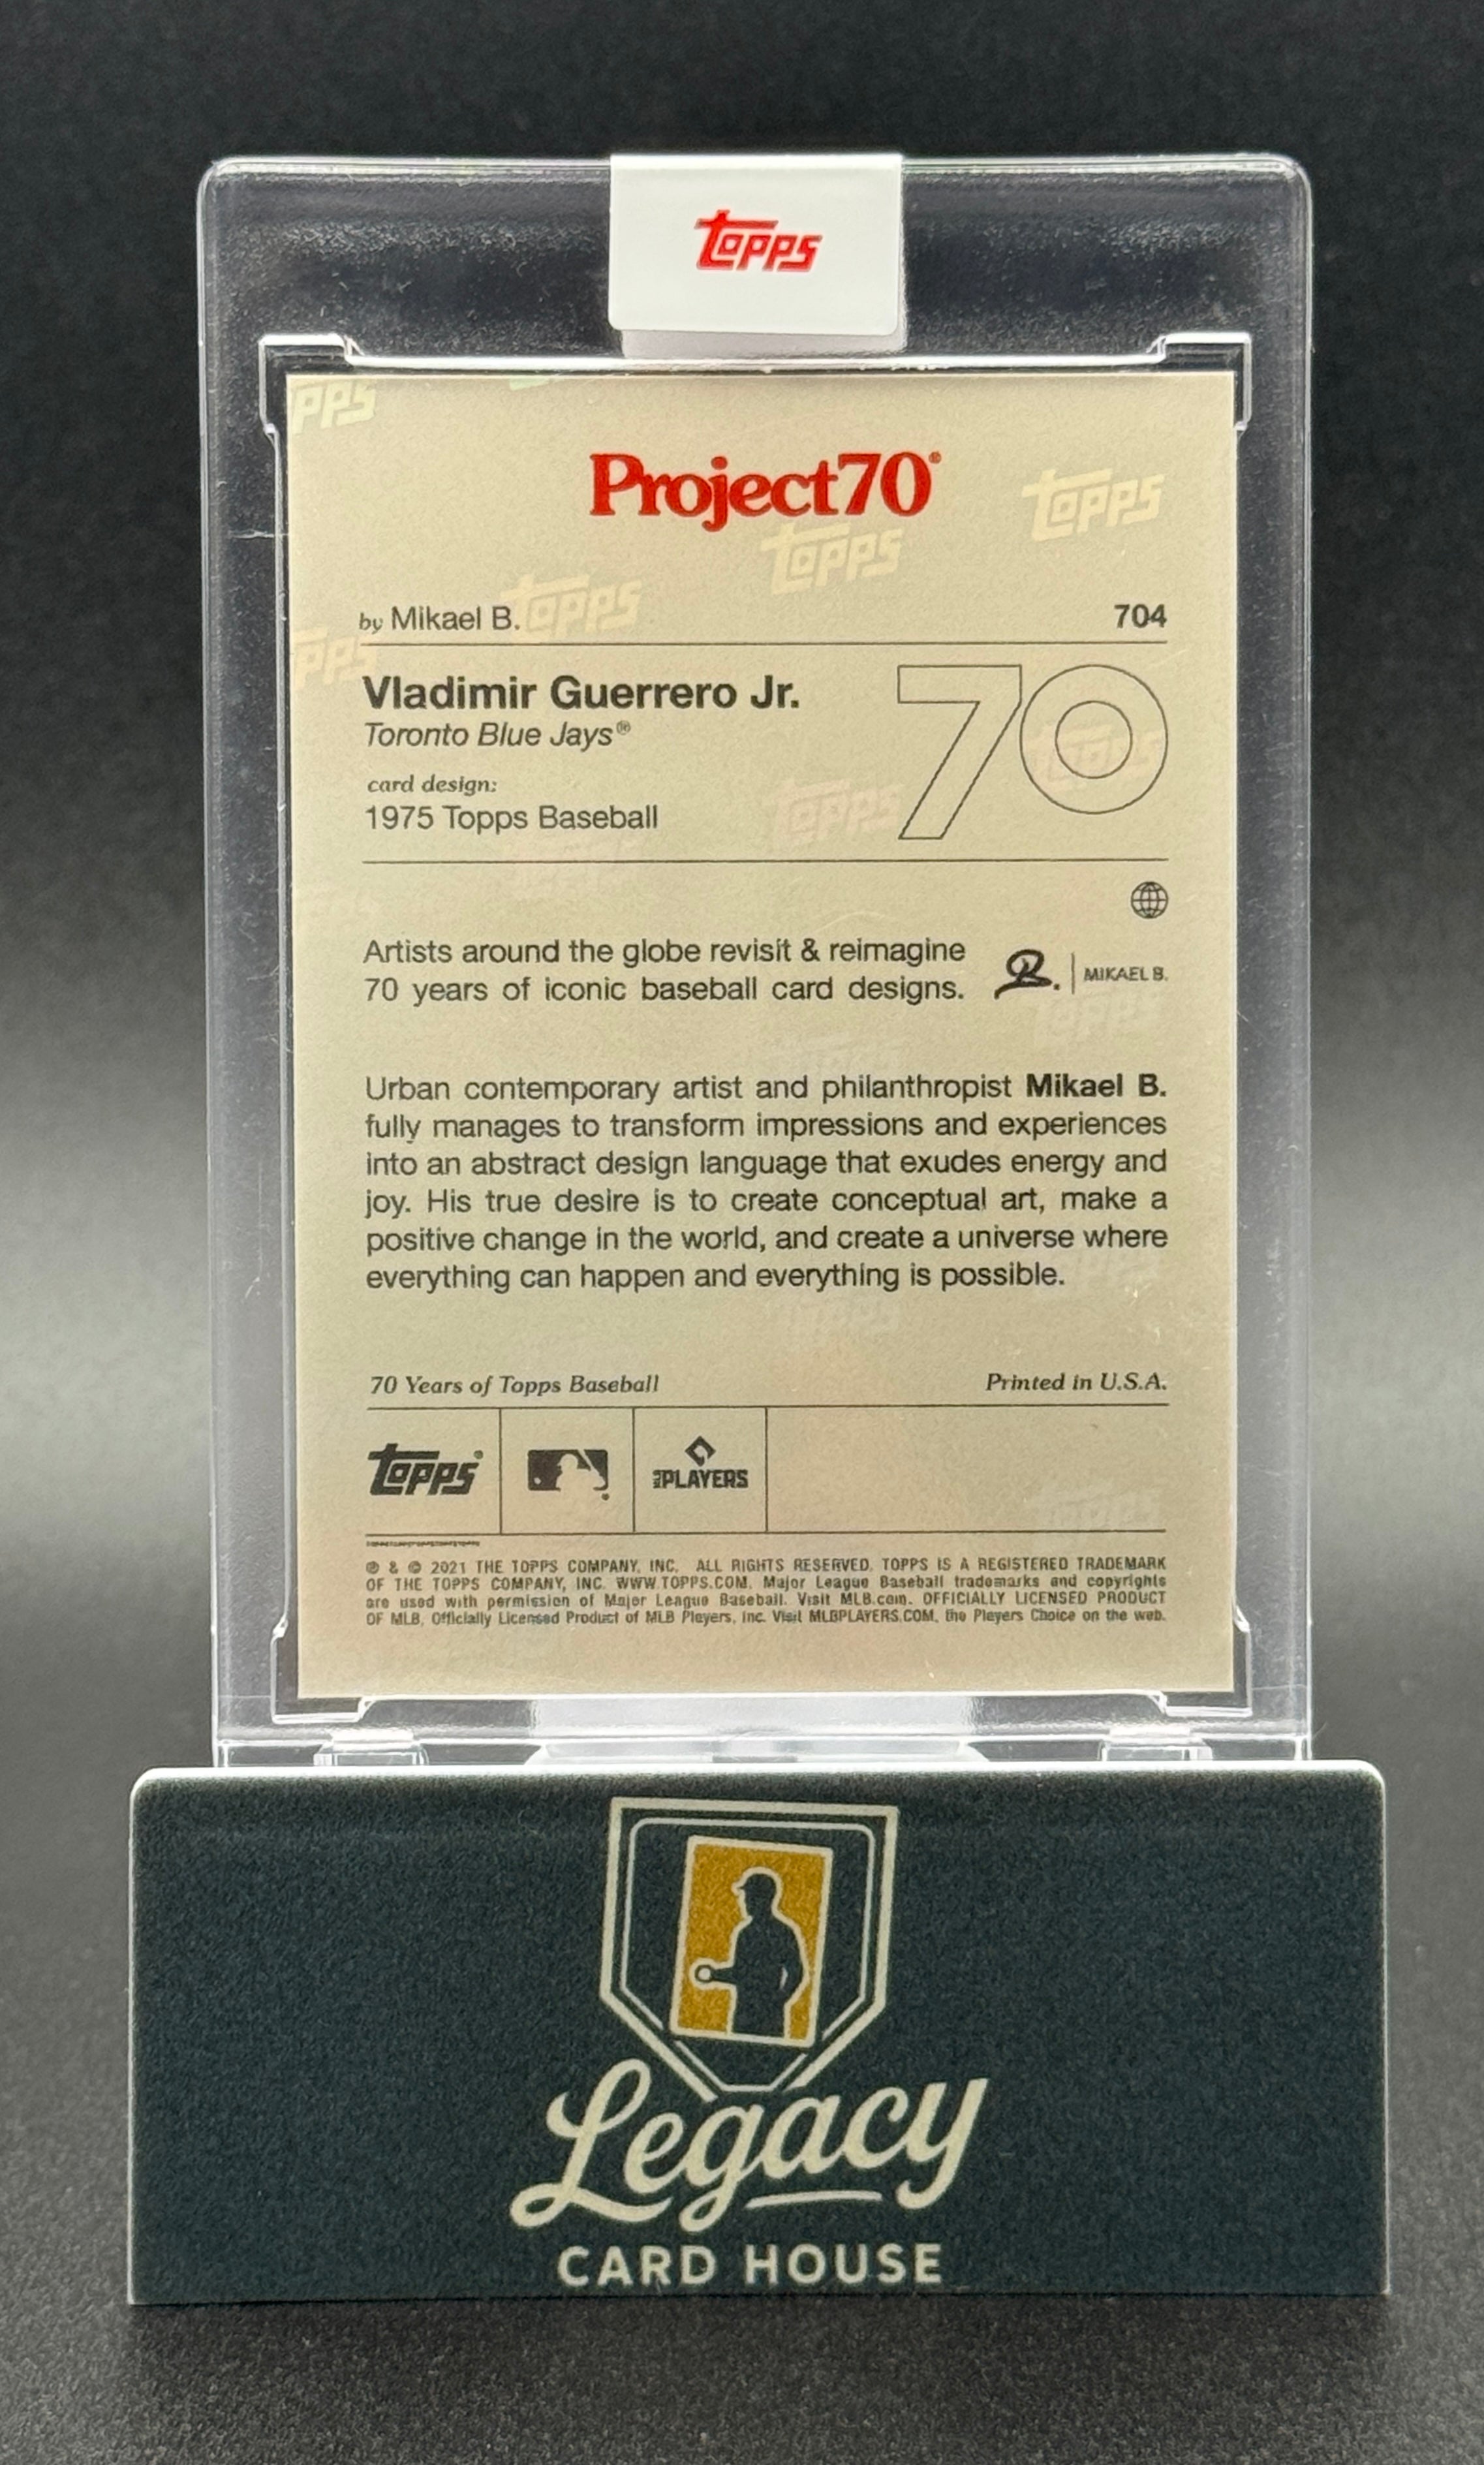 Topps
Project70®
by Mikael B. 704
Vladimir Guerrero Jr.
Toronto Blue Jays®
card design:
1975 Topps Baseball
70
Artists around the globe revisit & reimagine
70 years of iconic baseball card designs.
MIKAEL B.
Urban contemporary artist and philanthropist Mikael B.
fully manages to transform impressions and experiences
into an abstract design language that exudes energy and
joy. His true desire is to create conceptual art, make a
positive change in the world, and create a universe where
everything can happen and everything is possible.
70 Years of Topps Baseball Printed in U.S.A.
Topps® PLAYERS
℗ & © 2021 THE TOPPS COMPANY, INC. ALL RIGHTS RESERVED. TOPPS IS A REGISTERED TRADEMARK
OF THE TOPPS COMPANY, INC. WWW.TOPPS.COM. Major League Baseball trademarks and copyrights
are used with permission of Major League Baseball. Visit MLB.com. OFFICIALLY LICENSED PRODUCT
OF MLB. Officially Licensed Product of MLB Players, Inc. Visit MLBPLAYERS.COM, the Players Choice on the web.
Legacy
CARD HOUSE